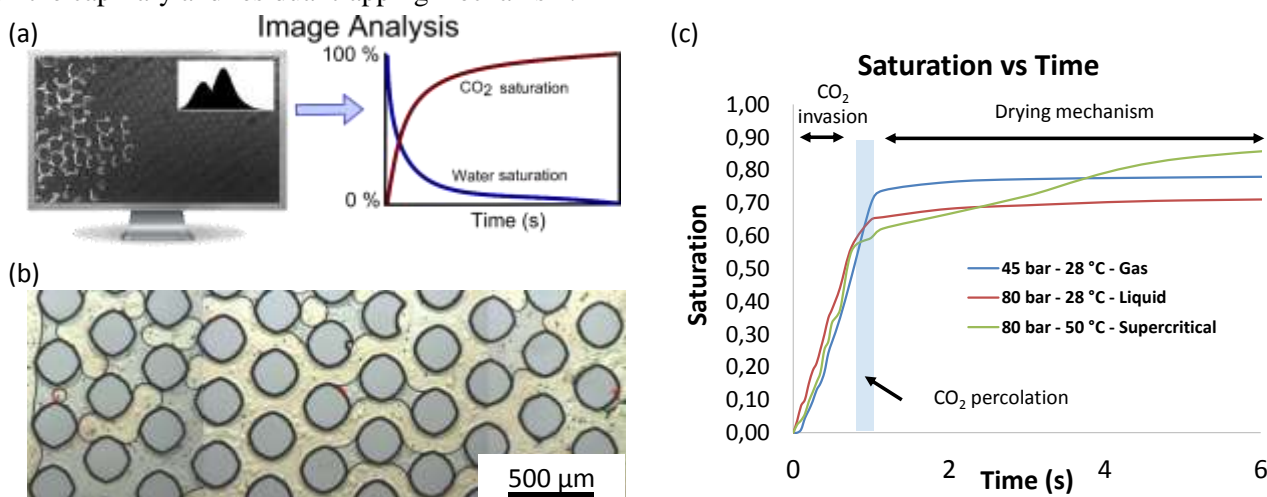 (a)
Image Analysis
100 %
CO2 saturation
Water saturation
0 %
Time (s)
(b)
500 µm
(c)
Saturation vs Time
CO2
invasion
Drying mechanism
1,00
0,90
0,80
0,70
0,60
0,50
0,40
0,30
0,20
0,10
0,00
Saturation
45 bar - 28 °C - Gas
80 bar - 28 °C - Liquid
80 bar - 50 °C - Supercritical
CO2 percolation
0
2
4
6
Time (s)